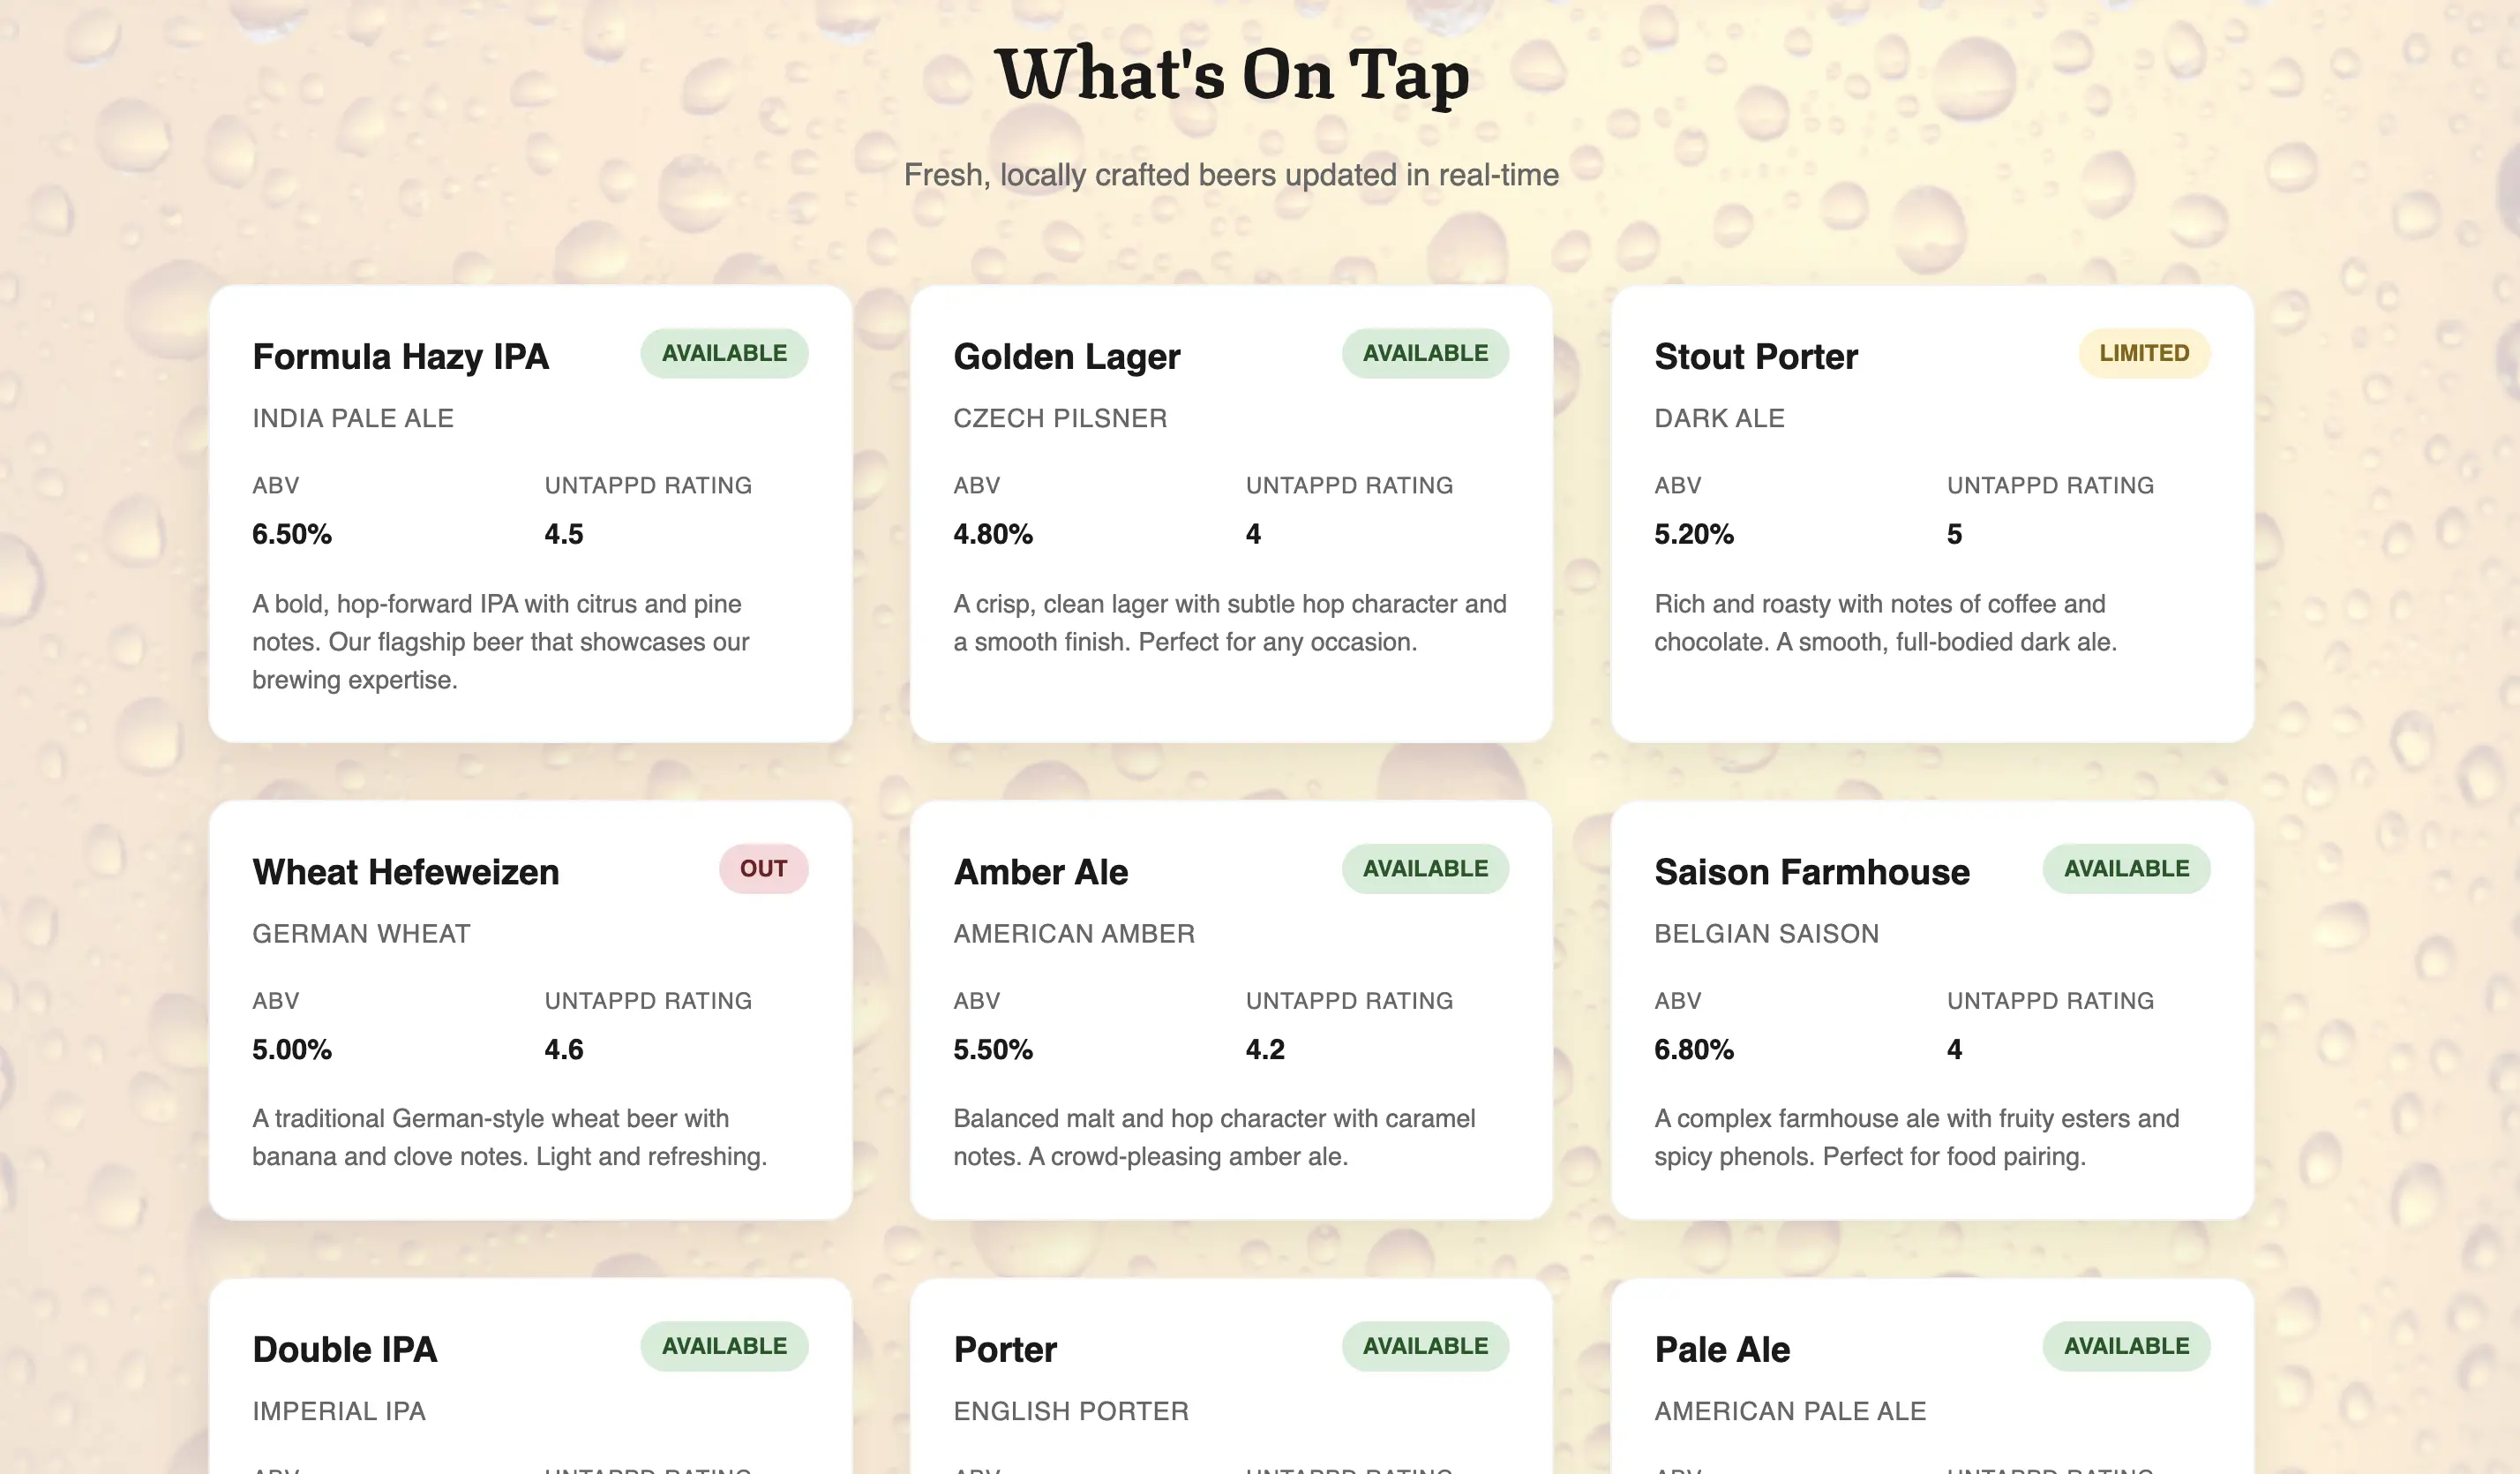 What's On Tap
Fresh, locally crafted beers updated in real-time
Formula Hazy IPA
AVAILABLE
INDIA PALE ALE
ABV
UNTAPPD RATING
6.50%
4.5
A bold, hop-forward IPA with citrus and pine
notes. Our flagship beer that showcases our
brewing expertise.
Golden Lager
AVAILABLE
CZECH PILSNER
ABV
UNTAPPD RATING
4.80%
4
A crisp, clean lager with subtle hop character and
a smooth finish. Perfect for any occasion.
Stout Porter
LIMITED
DARK ALE
ABV
UNTAPPD RATING
5.20%
5
Rich and roasty with notes of coffee and
chocolate. A smooth, full-bodied dark ale.
Wheat Hefeweizen
OUT
GERMAN WHEAT
ABV
UNTAPPD RATING
5.00%
4.6
A traditional German-style wheat beer with
banana and clove notes. Light and refreshing.
Amber Ale
AVAILABLE
AMERICAN AMBER
ABV
UNTAPPD RATING
5.50%
4.2
Balanced malt and hop character with caramel
notes. A crowd-pleasing amber ale.
Saison Farmhouse
AVAILABLE
BELGIAN SAISON
ABV
UNTAPPD RATING
6.80%
4
A complex farmhouse ale with fruity esters and
spicy phenols. Perfect for food pairing.
Double IPA
AVAILABLE
IMPERIAL IPA
ABV
UNTAPPD RATING
Porter
AVAILABLE
ENGLISH PORTER
ABV
UNTAPPD RATING
Pale Ale
AVAILABLE
AMERICAN PALE ALE
ABV
UNTAPPD RATING